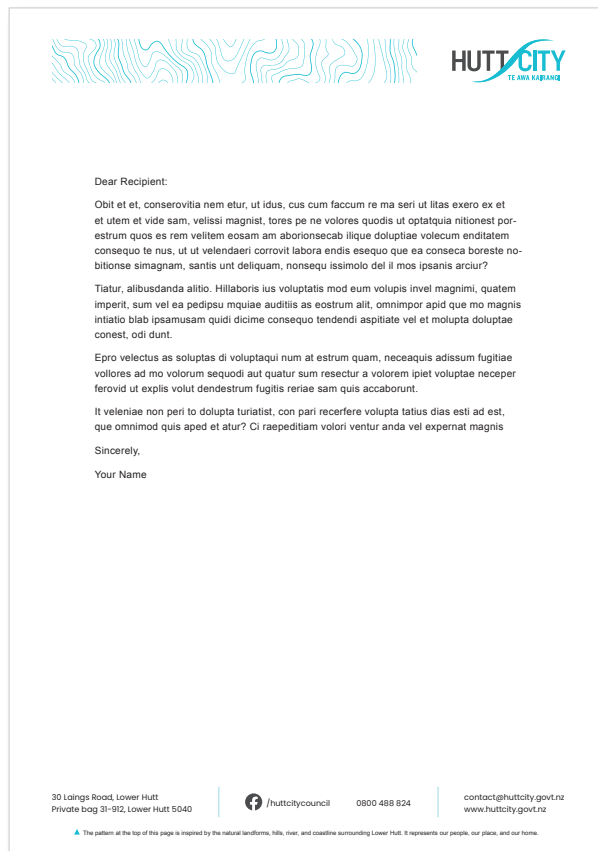 HUTT CITY
TE AWA KAIRANGI
Dear Recipient:
Obit et et, conserovitia nem etur, ut idus, cus cum faccum re ma seri ut litas exero ex et
et utem et vide sam, velissi magnist, tores pe ne volores quodis ut optatquia nitionest por-
estrum quos es rem velitem eosam am aborionsecab ilique doluptiae volecum enditatem
consequo te nus, ut ut velendaeri corrovit labora endis esequo que ea conseca boreste no-
bitionse simagnam, santis unt deliquam, nonsequ issimolo del il mos ipsanis arciur?
Tiatur, alibusdanda alitio. Hillaboris ius voluptatis mod eum volupis invel magnimi, quatem
imperit, sum vel ea pedipsu mquiae auditiis as eostrum alit, omnimpor apid que mo magnis
intiatio blab ipsamusam quidi dicime consequo tendendi aspitiate vel et molupta doluptae
conest, odi dunt.
Epro velectus as soluptas di voluptaqui num at estrum quam, neceaquis adissum fugitiae
vollores ad mo volorum sequodi aut quatur sum resectur a volorem ipiet voluptae neceper
ferovid ut explis volut dendestrum fugitis reriae sam quis accaborunt.
It veleniae non peri to dolupta turiatist, con pari recerfere volupta tatius dias esti ad est,
que omnimod quis aped et atur? Ci raepeditiam volori ventur anda vel expernat magnis
Sincerely,
Your Name
30 Laings Road, Lower Hutt
Private bag 31-912, Lower Hutt 5040
/huttcitycouncil
0800 488 824
contact@huttcity.govt.nz
www.huttcity.govt.nz
The pattern at the top of this page is inspired by the natural landforms, hills, river, and coastline surrounding Lower Hutt. It represents our people, our place, and our home.